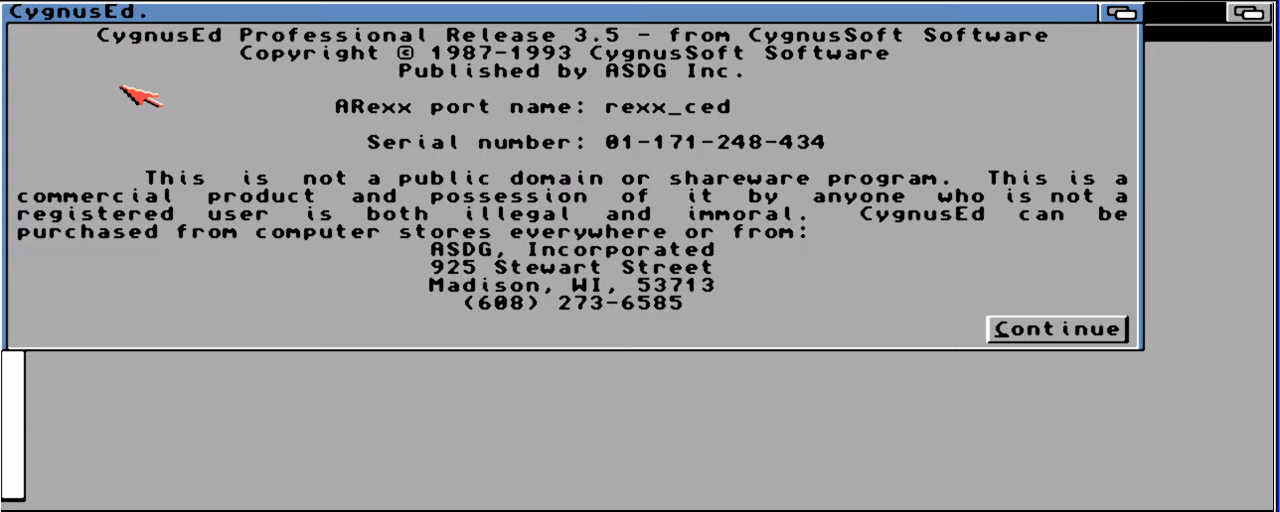 CygnusEd.
CygnusEd Professional Release 3.5 - from CygnusSoft Software
Copyright © 1987-1993 CygnusSoft Software
Published by ASDG Inc.
ARexx port name: rexx_ced
Serial number: 01-171-248-434
This is not a public domain or shareware program. This is a
commercial product and possession of it by anyone who is not a
registered user is both illegal and immoral. CygnusEd can be
purchased from computer stores everywhere or from:
ASDG, Incorporated
925 Stewart Street
Madison, WI, 53713
(608) 273-6585
Continue